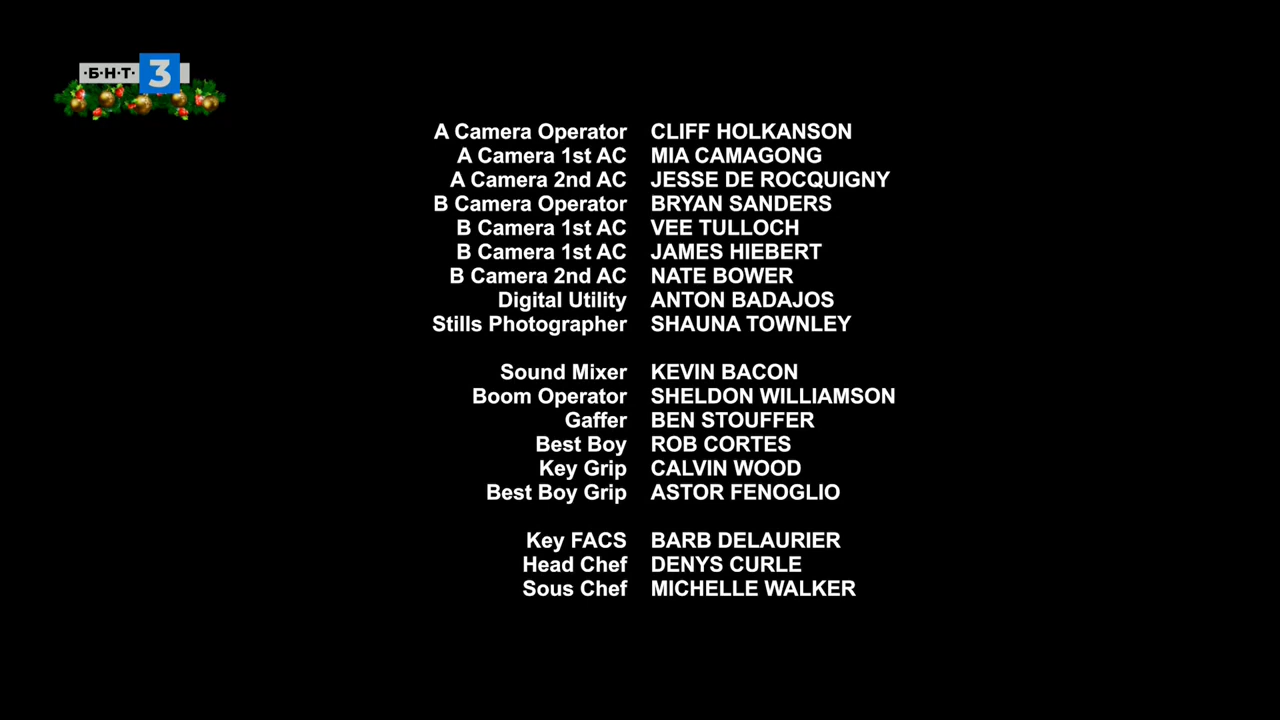 ·Б·Н·Т· 3
A Camera Operator CLIFF HOLKANSON
A Camera 1st AC MIA CAMAGONG
A Camera 2nd AC JESSE DE ROCQUIGNY
B Camera Operator BRYAN SANDERS
B Camera 1st AC VEE TULLOCH
B Camera 1st AC JAMES HIEBERT
B Camera 2nd AC NATE BOWER
Digital Utility ANTON BADAJOS
Stills Photographer SHAUNA TOWNLEY
Sound Mixer KEVIN BACON
Boom Operator SHELDON WILLIAMSON
Gaffer BEN STOUFFER
Best Boy ROB CORTES
Key Grip CALVIN WOOD
Best Boy Grip ASTOR FENOGLIO
Key FACS BARB DELAURIER
Head Chef DENYS CURLE
Sous Chef MICHELLE WALKER